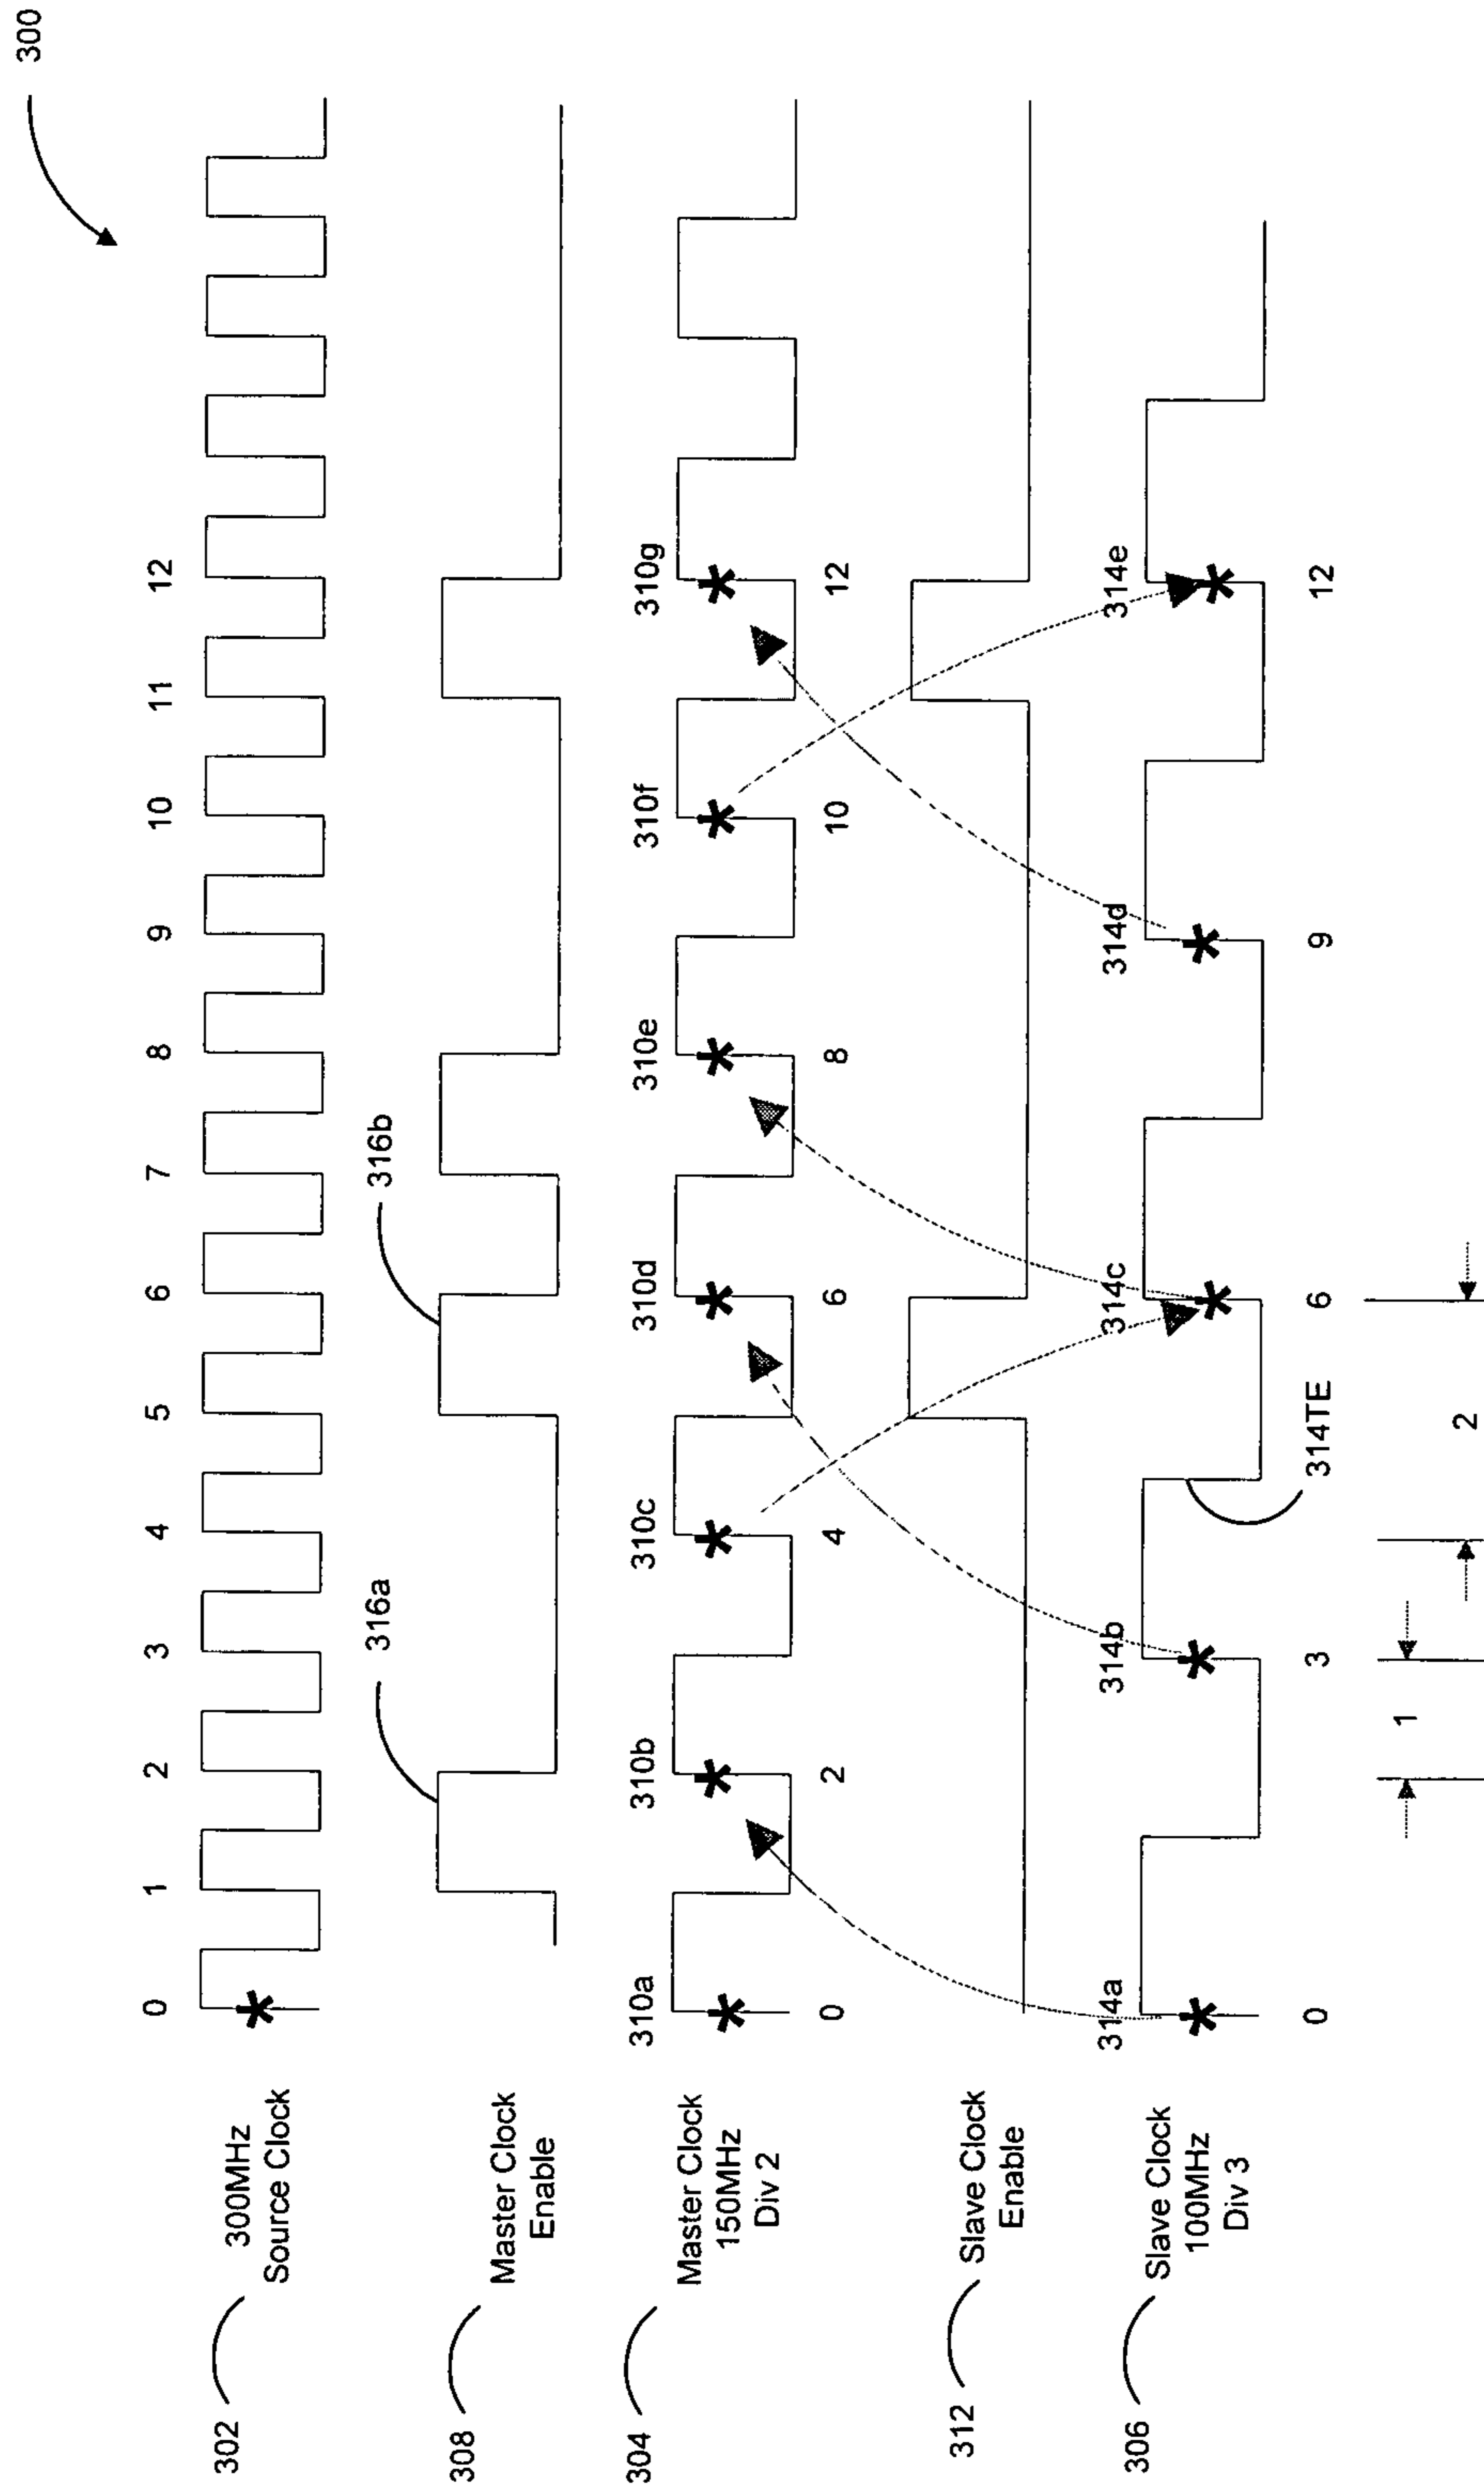 300
302
300MHz
Source Clock
0 1 2 3 4 5 6 7 8 9 10 11 12
308
Master Clock
Enable
316a
316b
304
Master Clock
150MHz
Div 2
310a 310b 310c 310d 310e 310f 310g
0 2 4 6 8 10 12
312
Slave Clock
Enable
306
Slave Clock
100MHz
Div 3
314a 314b 314c 314d 314e
314TE
0 3 6 9 12
1
2